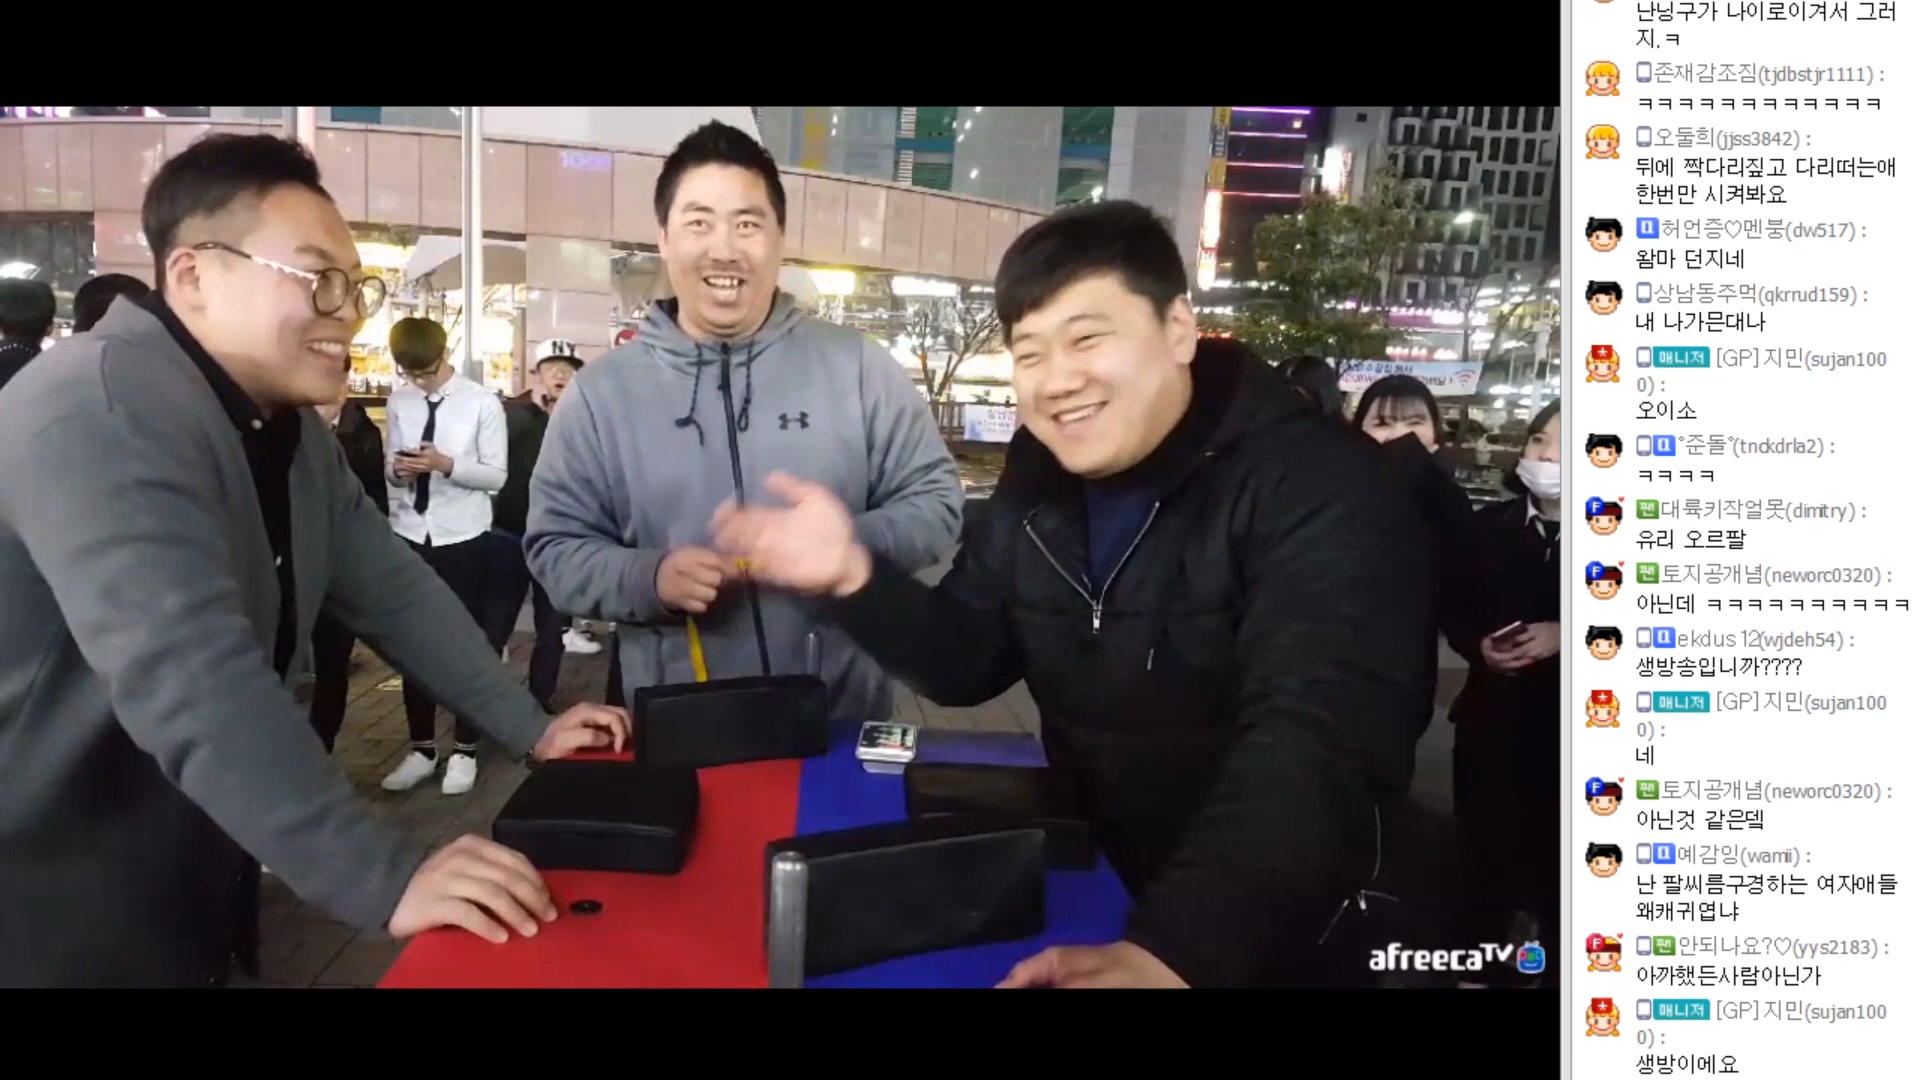 난닝구가 나이로이겨서 그러
지.ㅋ
존재감조짐(tjdbstjr1111) :
ㅋㅋㅋㅋㅋㅋㅋㅋㅋㅋㅋㅋ
오둘희(jjss3842) :
뒤에 짝다리짚고 다리떠는애
한번만 시켜봐요
허언증♡멘붕(dw517) :
왐마 던지네
상남동주먹(qkrrud159) :
내 나가믄대나
매니저 [GP]지민(sujan100
0) :
오이소
°준돌°(tnckdrla2) :
ㅋㅋㅋㅋ
팬 대륙키작얼못(dimitry) :
유리 오르팔
팬 토지공개념(neworc0320) :
아닌데 ㅋㅋㅋㅋㅋㅋㅋㅋㅋㅋ
ekdus12(wjdeh54) :
생방송입니까????
매니저 [GP]지민(sujan100
0) :
네
팬 토지공개념(neworc0320) :
아닌것 같은뎈
예감잉(wamii) :
난 팔씨름구경하는 여자애들
왜캐귀엽냐
팬 안되나요?♡(yys2183) :
아까했든사람아닌가
매니저 [GP]지민(sujan100
0) :
생방이에요
NY
afreecaTV